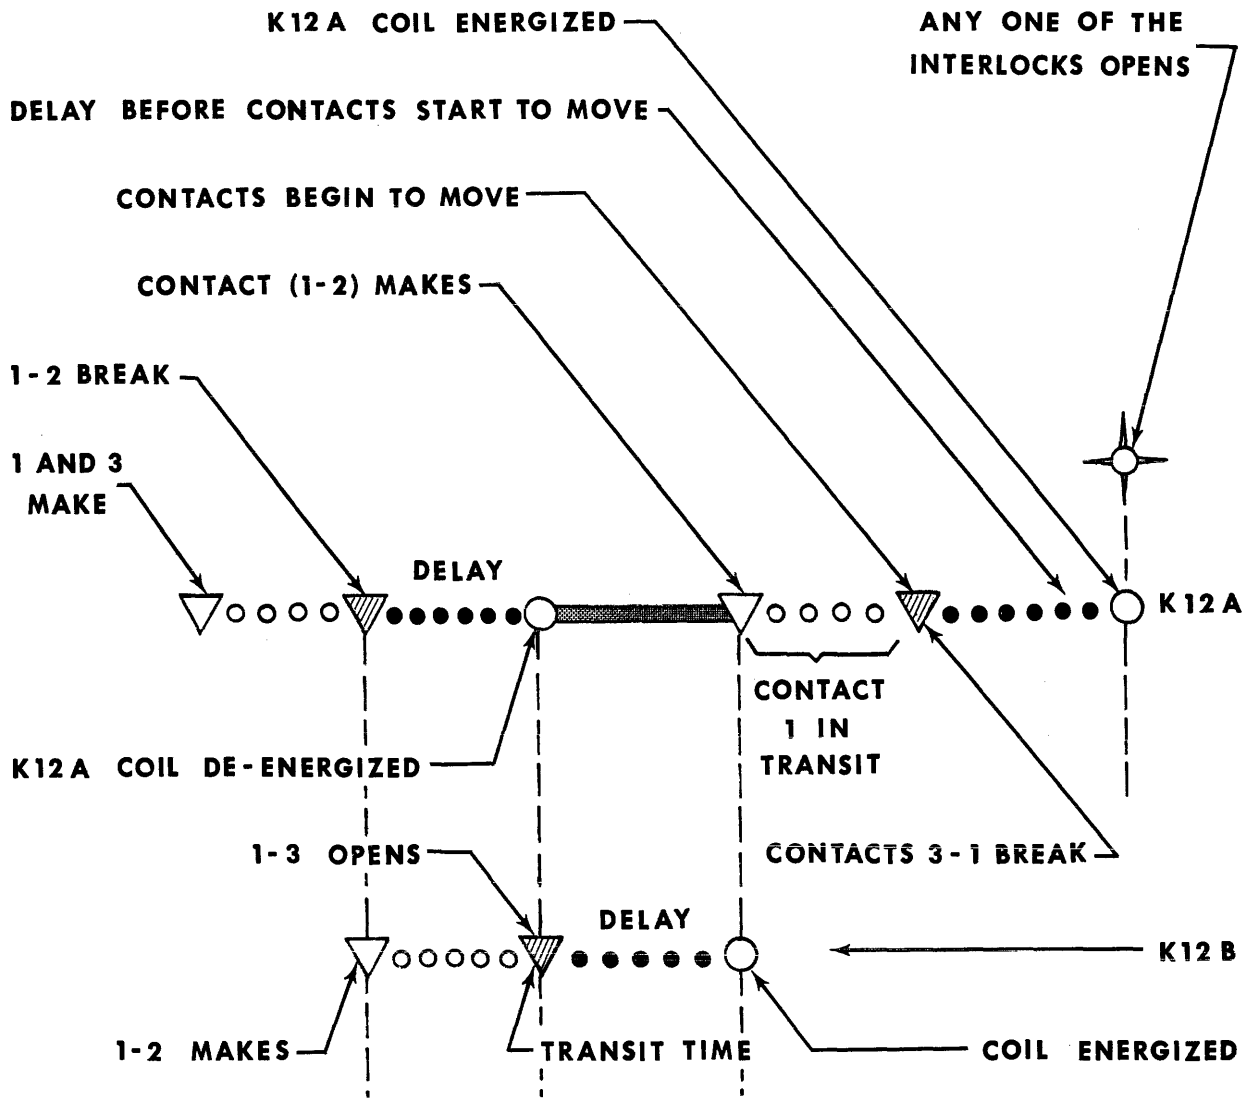 K12A COIL ENERGIZED
ANY ONE OF THE
INTERLOCKS OPENS
DELAY BEFORE CONTACTS START TO MOVE
CONTACTS BEGIN TO MOVE
CONTACT (1-2) MAKES
1-2 BREAK
1 AND 3
MAKE
DELAY
K12A
CONTACT
1 IN
TRANSIT
K12A COIL DE-ENERGIZED
1-3 OPENS
CONTACTS 3-1 BREAK
DELAY
K12B
1-2 MAKES
TRANSIT TIME
COIL ENERGIZED